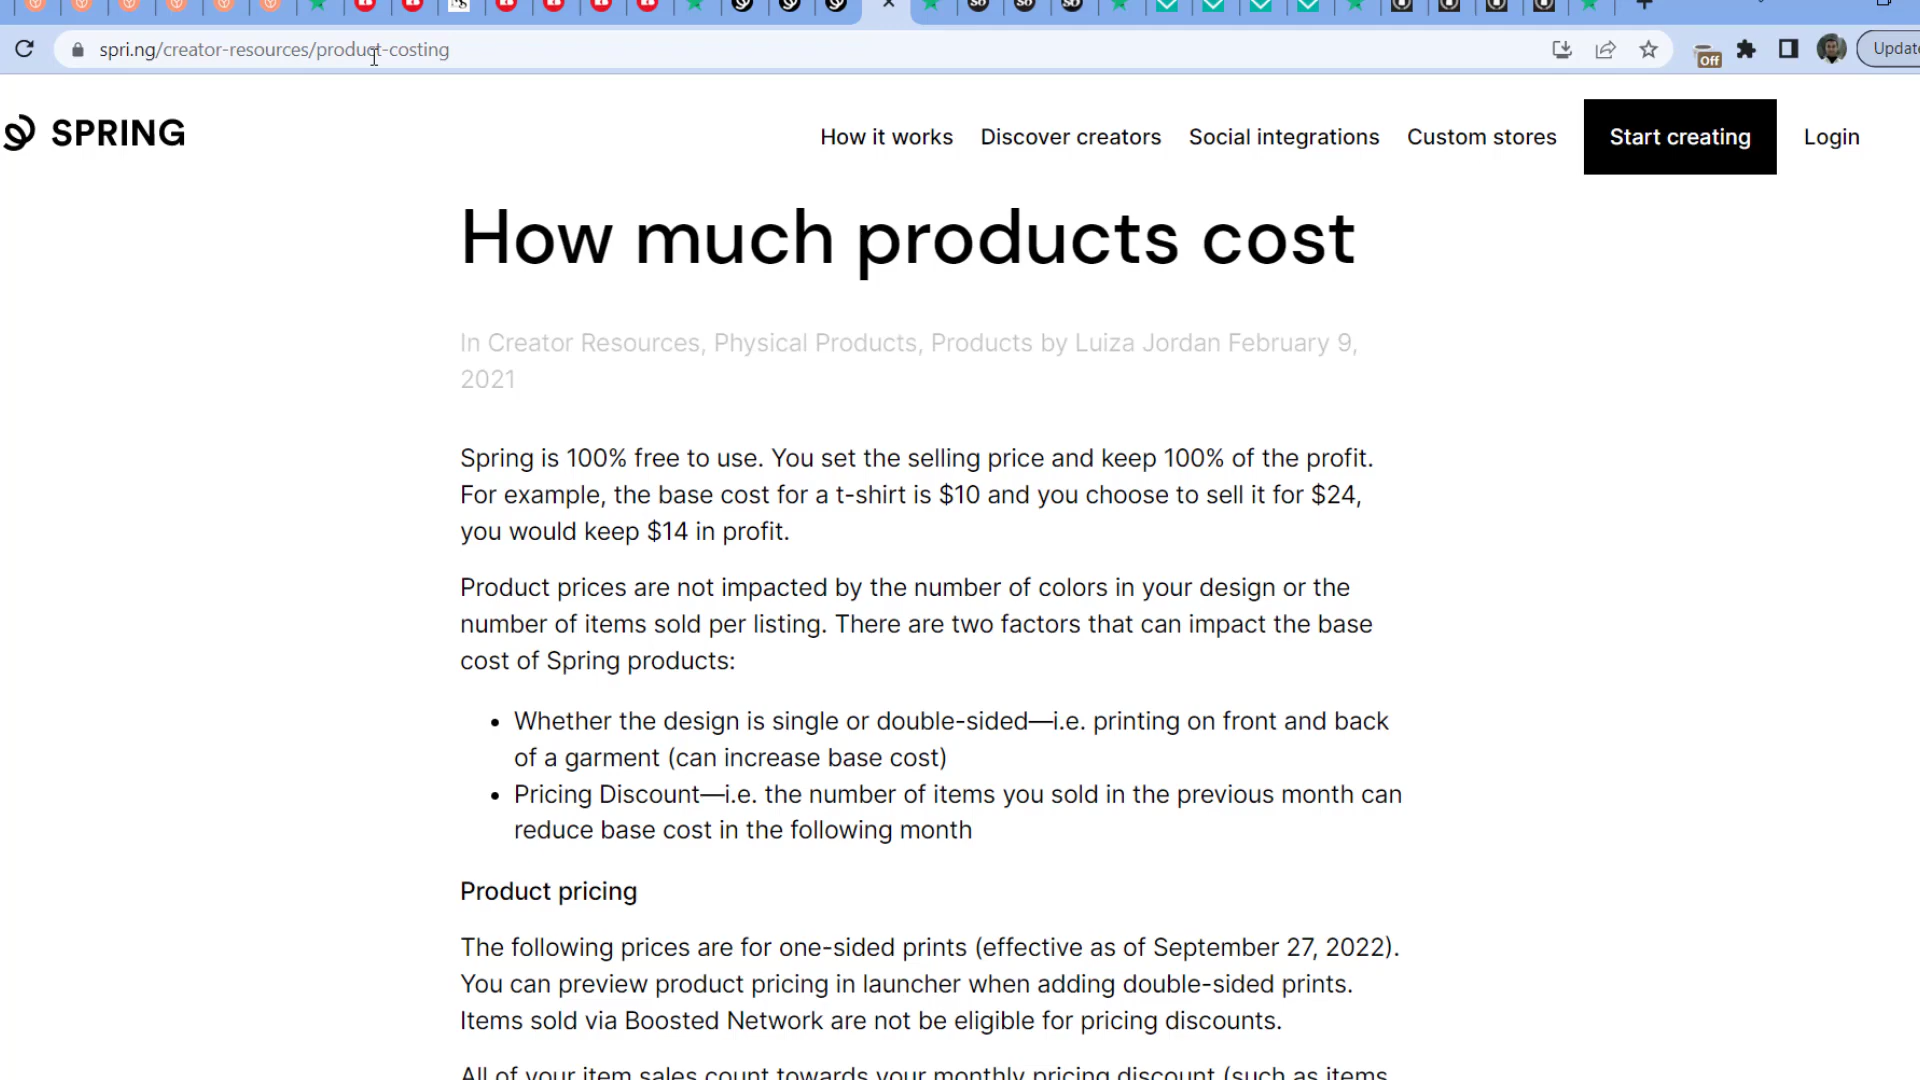 spri.ng/creator-resources/product-costing
Off
SPRING
How it works
Discover creators
Social integrations
Custom stores
Start creating
Login
How much products cost
In Creator Resources, Physical Products, Products by Luiza Jordan February 9,
2021
Spring is 100% free to use. You set the selling price and keep 100% of the profit.
For example, the base cost for a t-shirt is $10 and you choose to sell it for $24,
you would keep $14 in profit.
Product prices are not impacted by the number of colors in your design or the
number of items sold per listing. There are two factors that can impact the base
cost of Spring products:
• Whether the design is single or double-sided—i.e. printing on front and back
of a garment (can increase base cost)
• Pricing Discount—i.e. the number of items you sold in the previous month can
reduce base cost in the following month
Product pricing
The following prices are for one-sided prints (effective as of September 27, 2022).
You can preview product pricing in launcher when adding double-sided prints.
Items sold via Boosted Network are not be eligible for pricing discounts.
All of your item sales count towards your monthly pricing discount (such as items